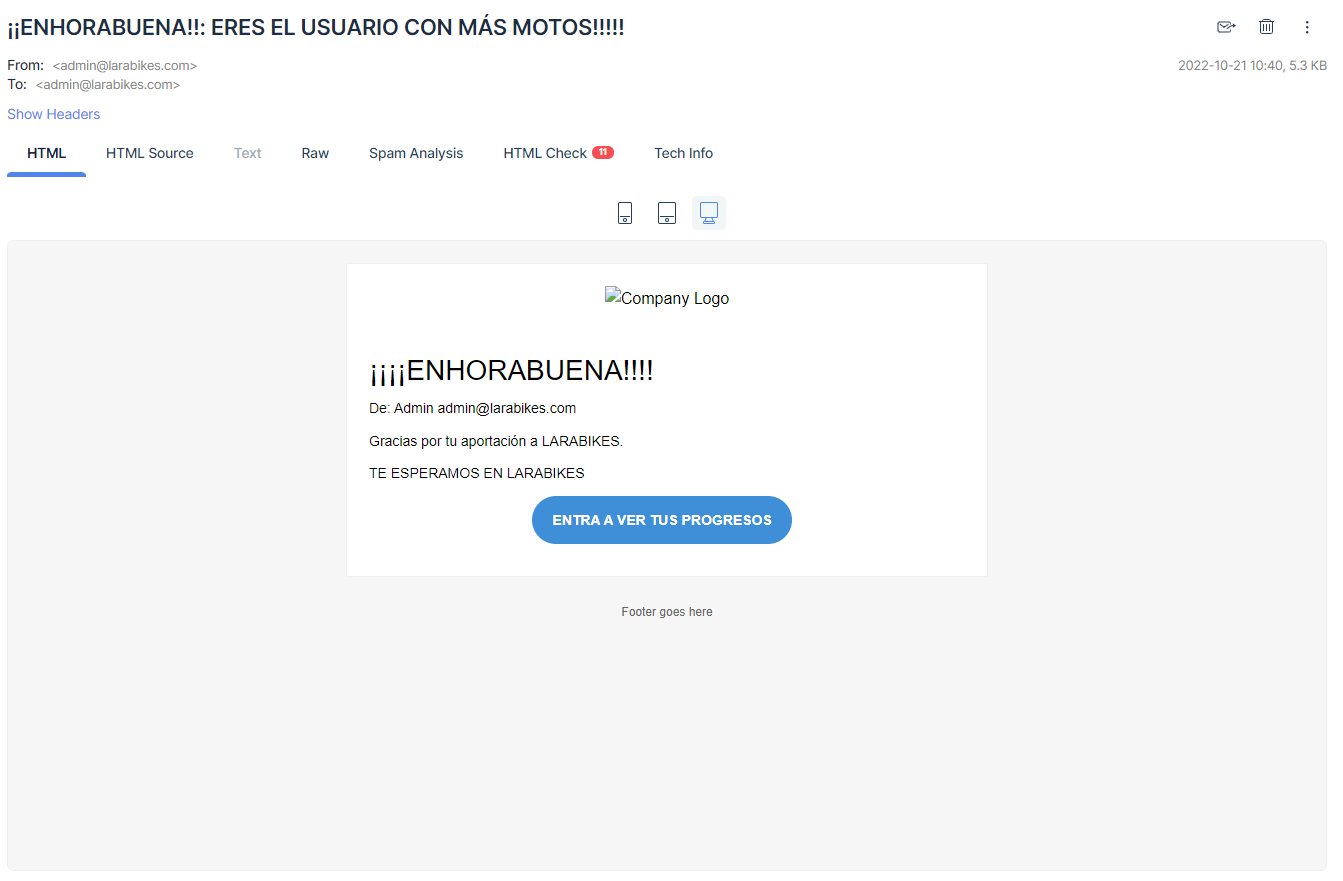 ¡¡ENHORABUENA!!: ERES EL USUARIO CON MÁS MOTOS!!!!!
From: <admin@larabikes.com>
2022-10-21 10:40, 5.3 KB
To: <admin@larabikes.com>
Show Headers
HTML HTML Source Text Raw Spam Analysis HTML Check 11 Tech Info
Company Logo
¡¡¡¡ENHORABUENA!!!!
De: Admin admin@larabikes.com
Gracias por tu aportación a LARABIKES.
TE ESPERAMOS EN LARABIKES
ENTRA A VER TUS PROGRESOS
Footer goes here